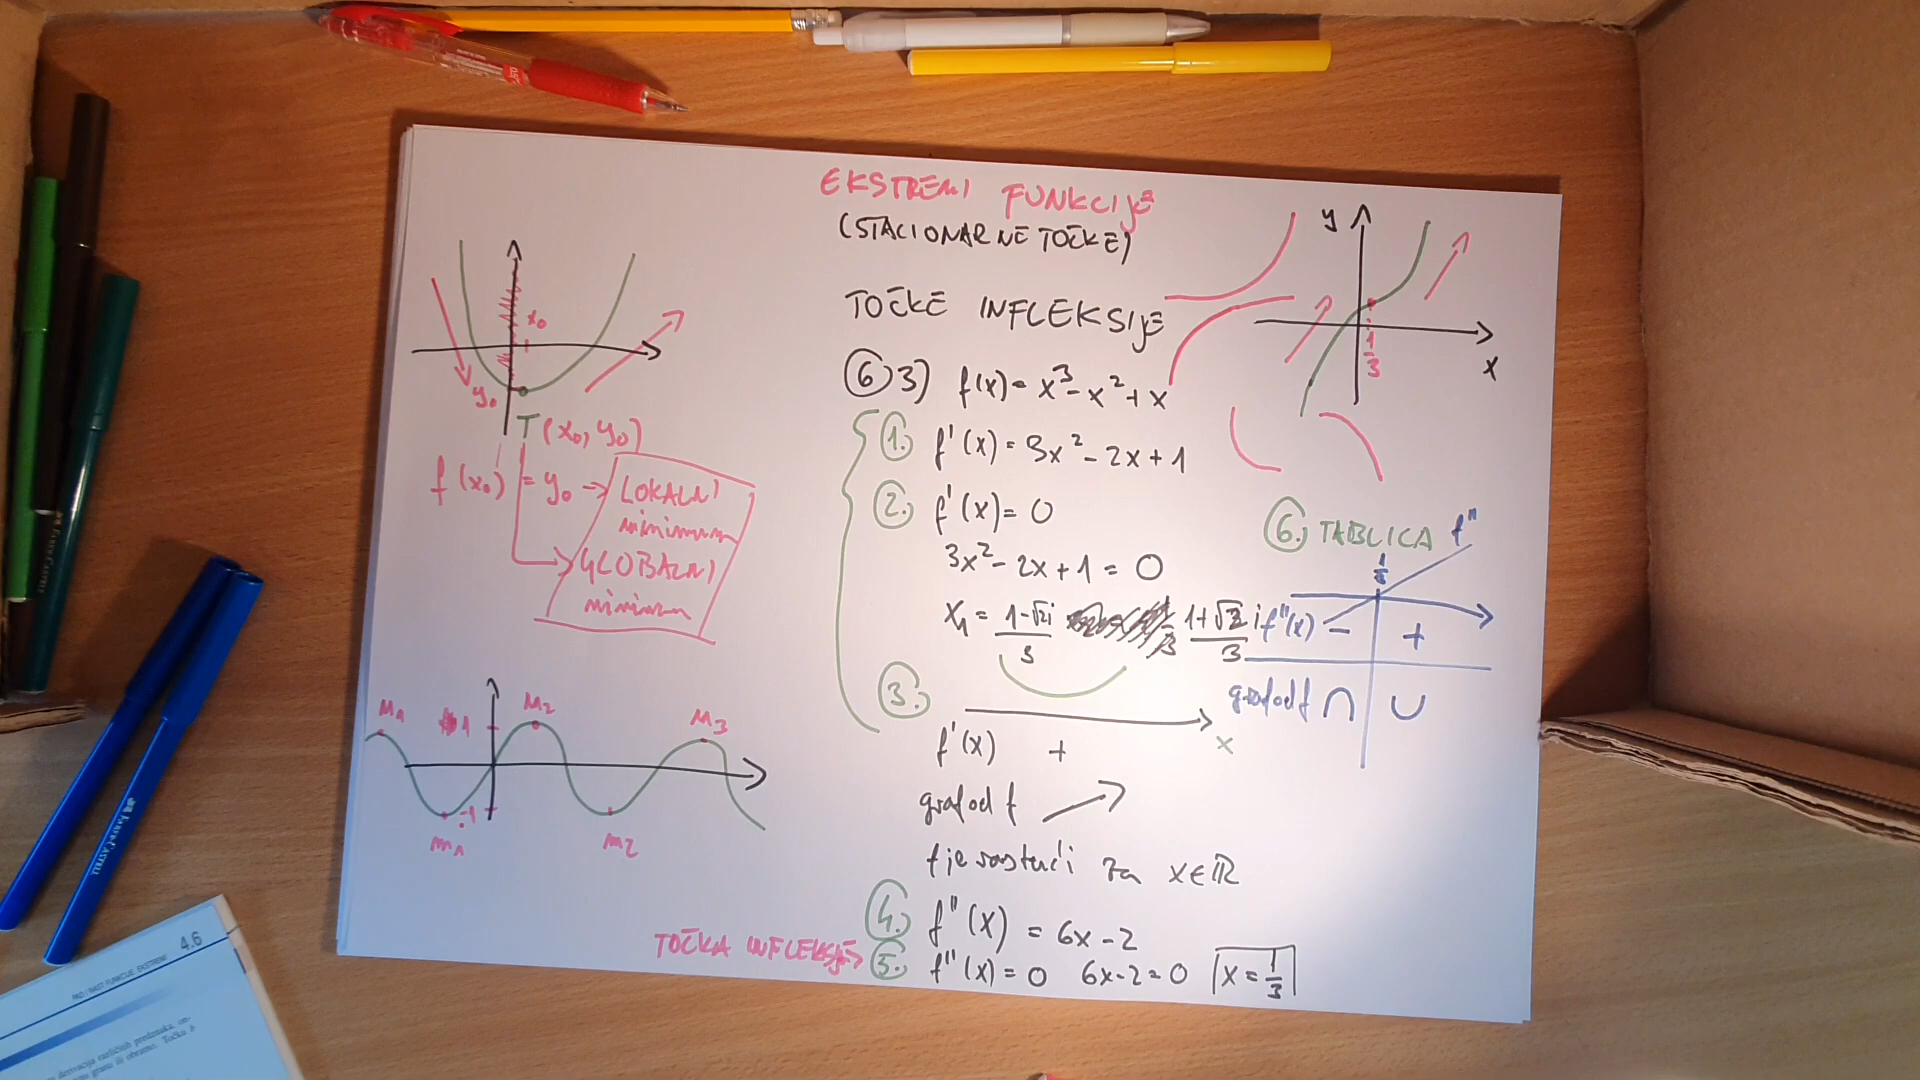 EKSTREMI FUNKCIJE
(STACIONARNE TOČKE)
TOČKE INFLEKSIJE
6 3) f(x) = x³ - x² + x
1. f'(x) = 3x² - 2x + 1
2. f'(x) = 0
3x² - 2x + 1 = 0
x₁ = (1-√2i)/3 (1+√2i)/3
3.
x
f'(x) +
graf od f
f je rastući za x∈ℝ
4. f''(x) = 6x - 2
TOČKA INFLEKSIJE
5. f''(x) = 0 6x - 2 = 0 x = 1/3
x₀
y₀
T(x₀, y₀)
f(x₀) = y₀ → LOKALNI
minimum
GLOBALNI
minimum
M₁ 1 M₂ M₃
m₁ -1 m₂
y
x
1/3
6. TABLICA f''
1/3
f''(x) - +
graf od f ∩ ∪
4.6